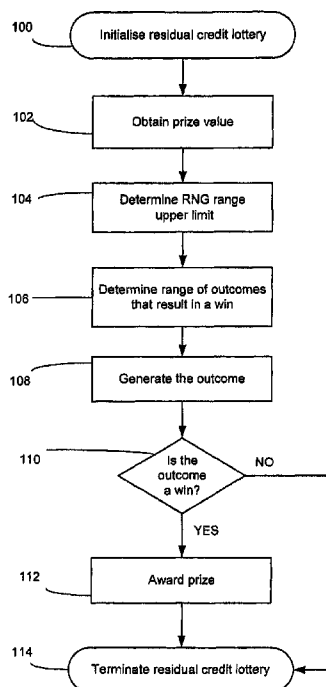 100
Initialise residual credit lottery
102
Obtain prize value
104
Determine RNG range
upper limit
106
Determine range of outcomes
that result in a win
108
Generate the outcome
110
Is the
outcome
a win?
NO
YES
112
Award prize
114
Terminate residual credit lottery